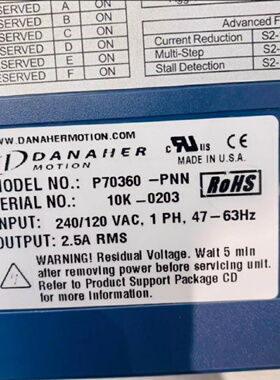 SERVED A ON
SERVED B ON
SERVED C ON
SERVED D ON
SERVED E ON
SERVED F ON
Advanced F
Current Reduction S2-
Multi-Step S2-
Stall Detection S2-
WWW.DANAHERMOTION.COM
DANAHER
MOTION
c RU US
MADE IN U.S.A.
MODEL NO.: P70360 -PNN
SERIAL NO.: 10K-0203
RoHS
INPUT: 240/120 VAC, 1 PH, 47-63Hz
OUTPUT: 2.5A RMS
WARNING! Residual Voltage. Wait 5 min
after removing power before servicing unit.
Refer to Product Support Package CD
for more information.